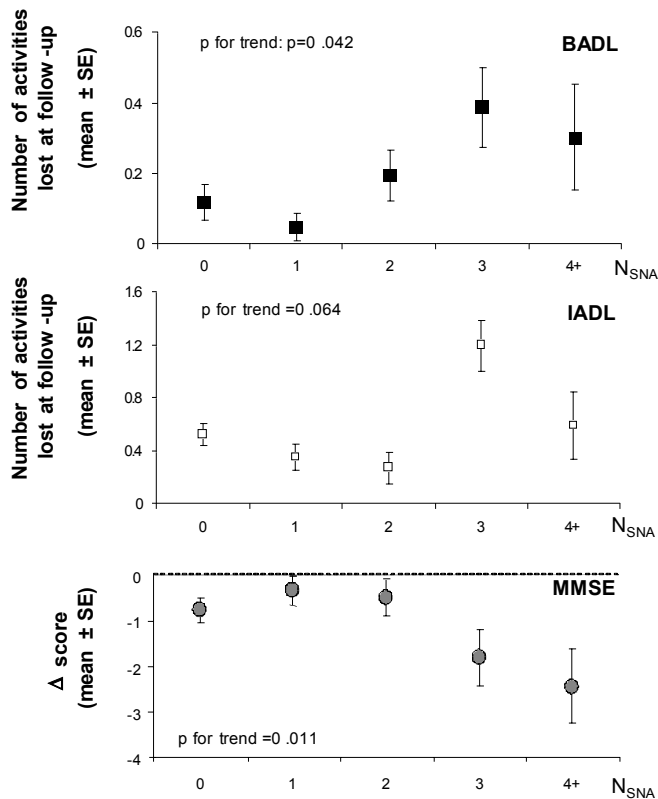 Number of activities
lost at follow -up
(mean ± SE)
p for trend: p=0 .042
BADL
0.6
0.4
0.2
0
0 1 2 3 4+ N_SNA
Number of activities
lost at follow -up
(mean ± SE)
p for trend =0 .064
IADL
1.6
1.2
0.8
0.4
0
0 1 2 3 4+ N_SNA
Δ score
(mean ± SE)
MMSE
0
-1
-2
-3
-4
p for trend =0 .011
0 1 2 3 4+ N_SNA